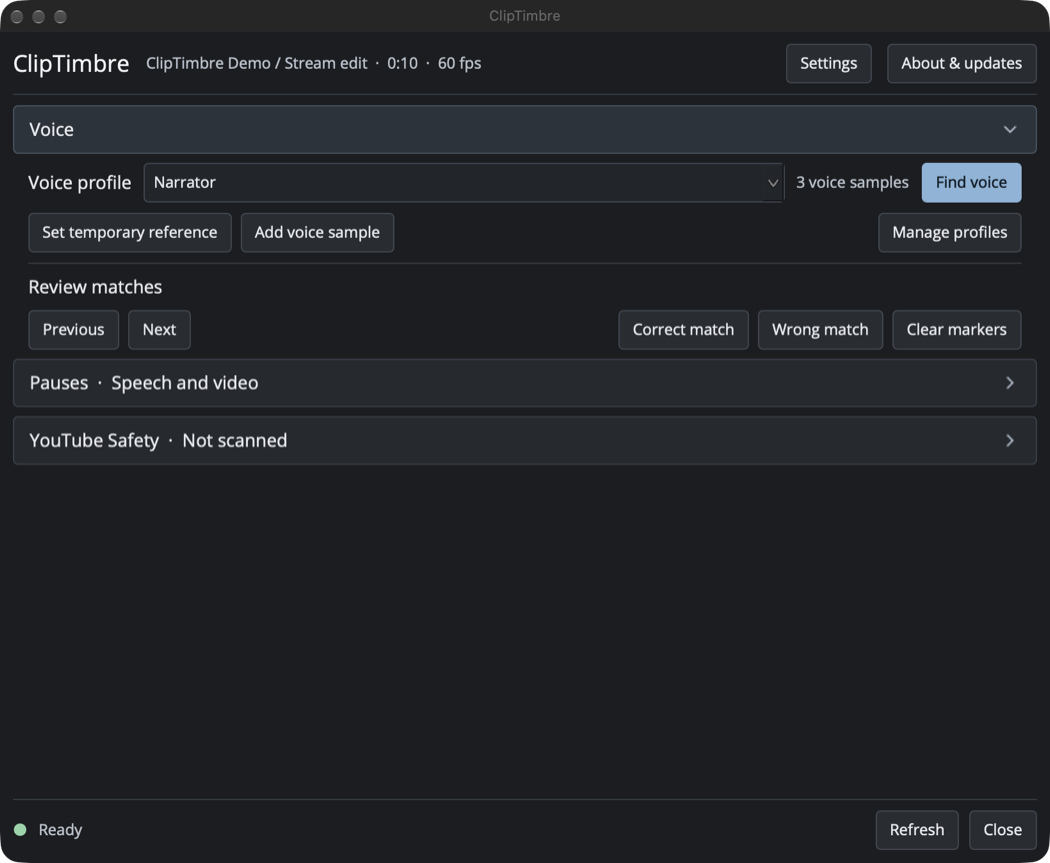 ClipTimbre
ClipTimbre ClipTimbre Demo / Stream edit · 0:10 · 60 fps Settings About & updates
Voice
Voice profile Narrator 3 voice samples Find voice
Set temporary reference Add voice sample Manage profiles
Review matches
Previous Next Correct match Wrong match Clear markers
Pauses · Speech and video
YouTube Safety · Not scanned
Ready Refresh Close